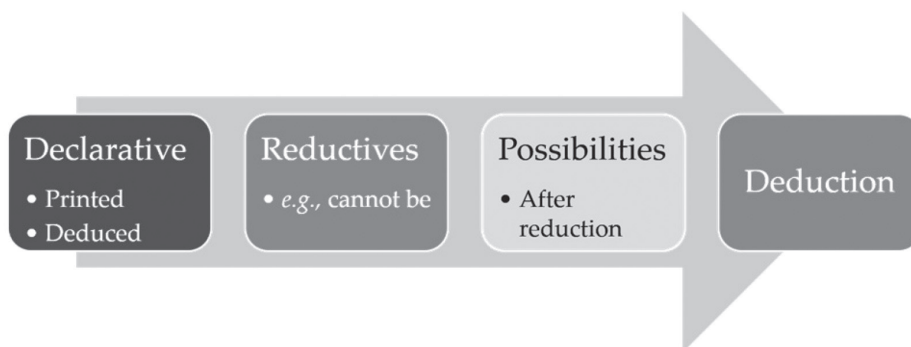 Declarative
• Printed
• Deduced
Reductives
• e.g., cannot be
Possibilities
• After
reduction
Deduction